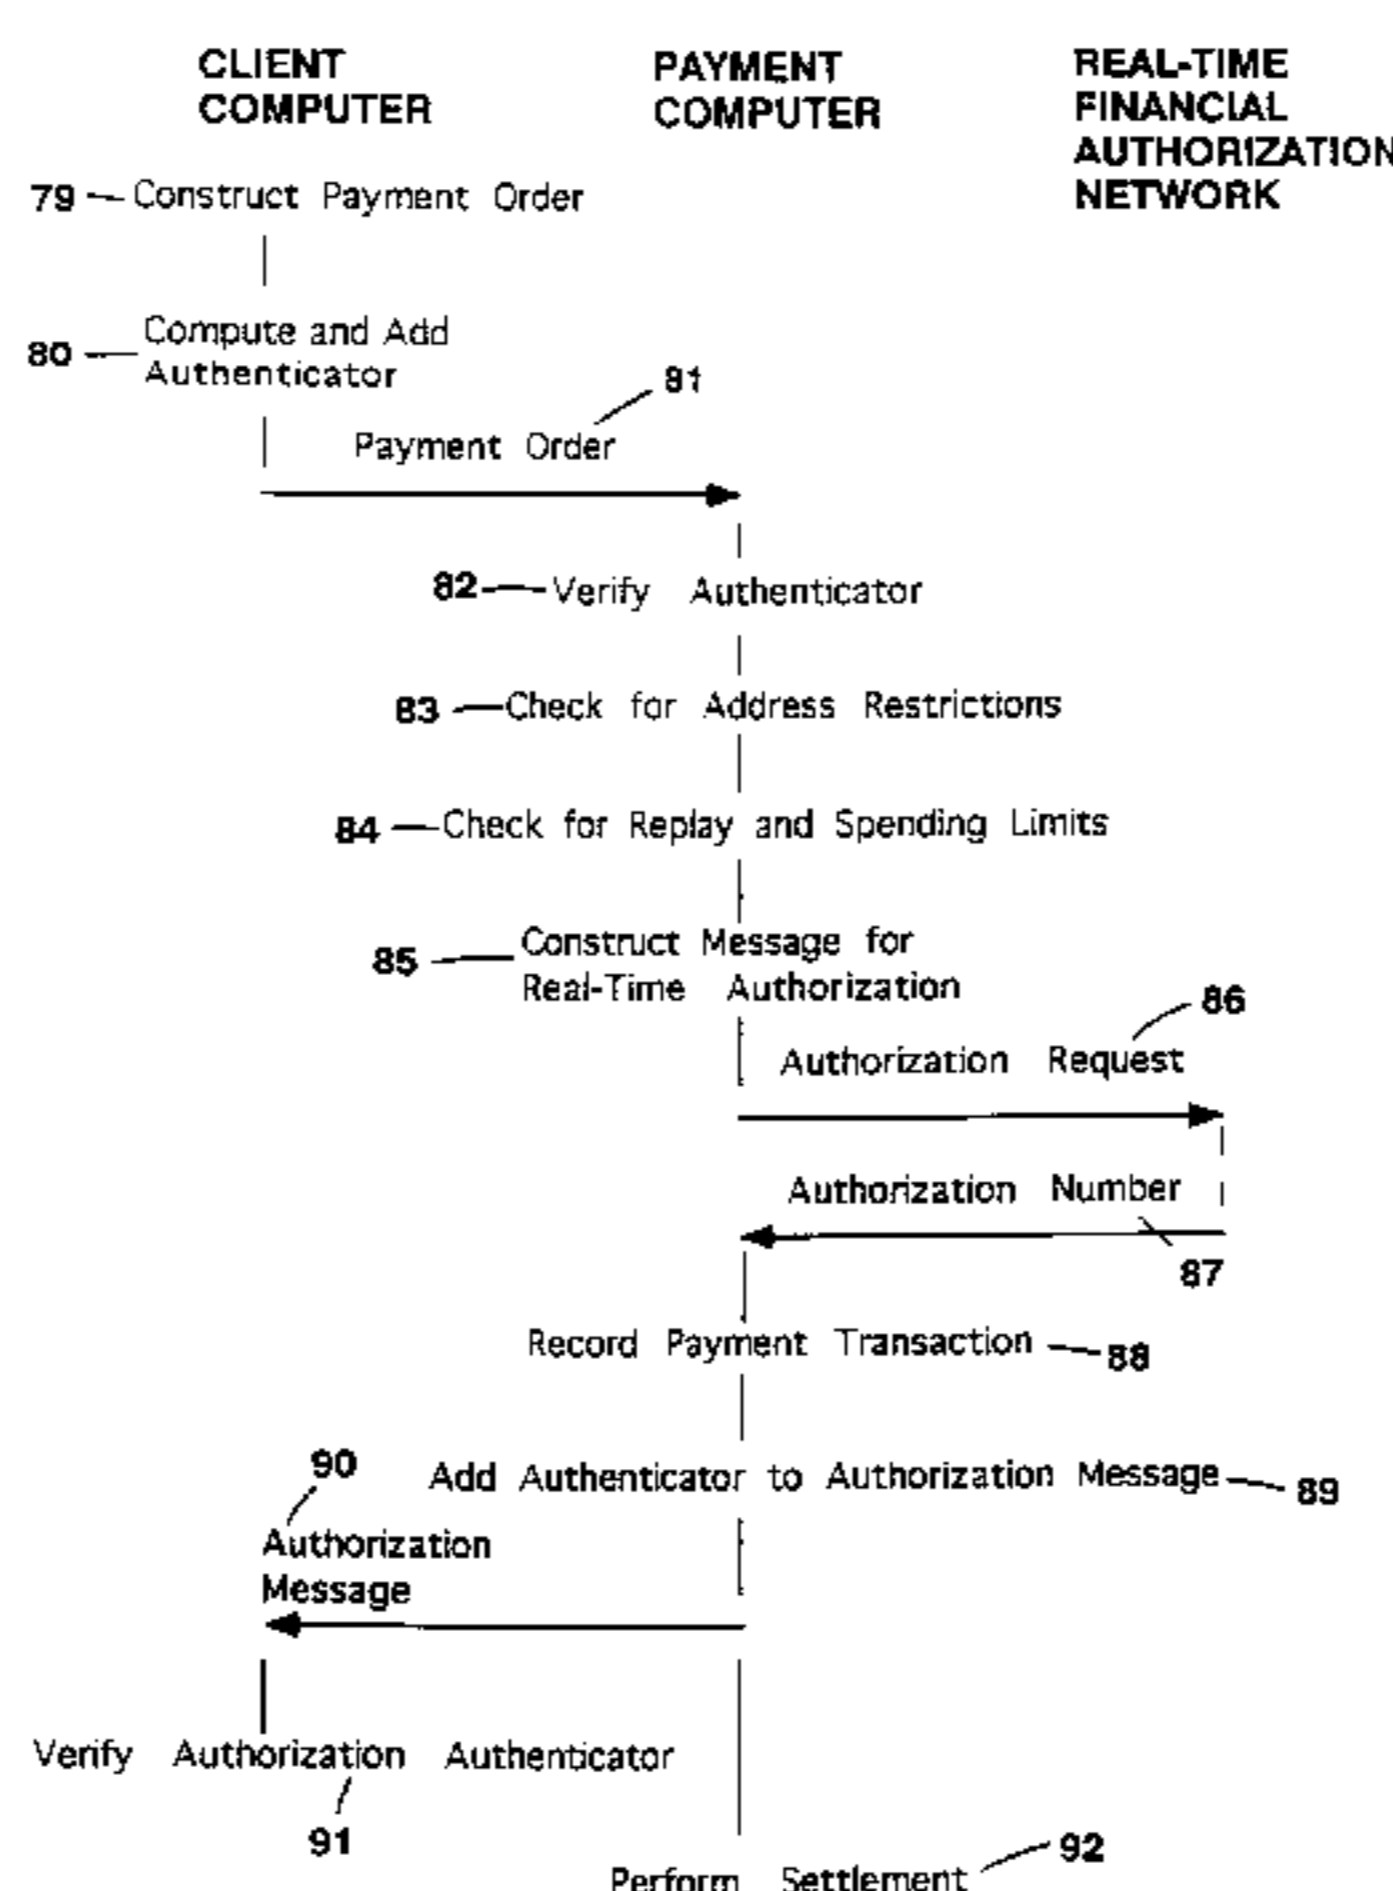 CLIENT
COMPUTER
PAYMENT
COMPUTER
REAL-TIME
FINANCIAL
AUTHORIZATION
NETWORK
79 Construct Payment Order
80 Compute and Add
Authenticator
81
Payment Order
82 Verify Authenticator
83 Check for Address Restrictions
84 Check for Replay and Spending Limits
85 Construct Message for
Real-Time Authorization
86
Authorization Request
Authorization Number
87
Record Payment Transaction 88
90
Add Authenticator to Authorization Message 89
Authorization
Message
Verify Authorization Authenticator
91
92
Perform Settlement